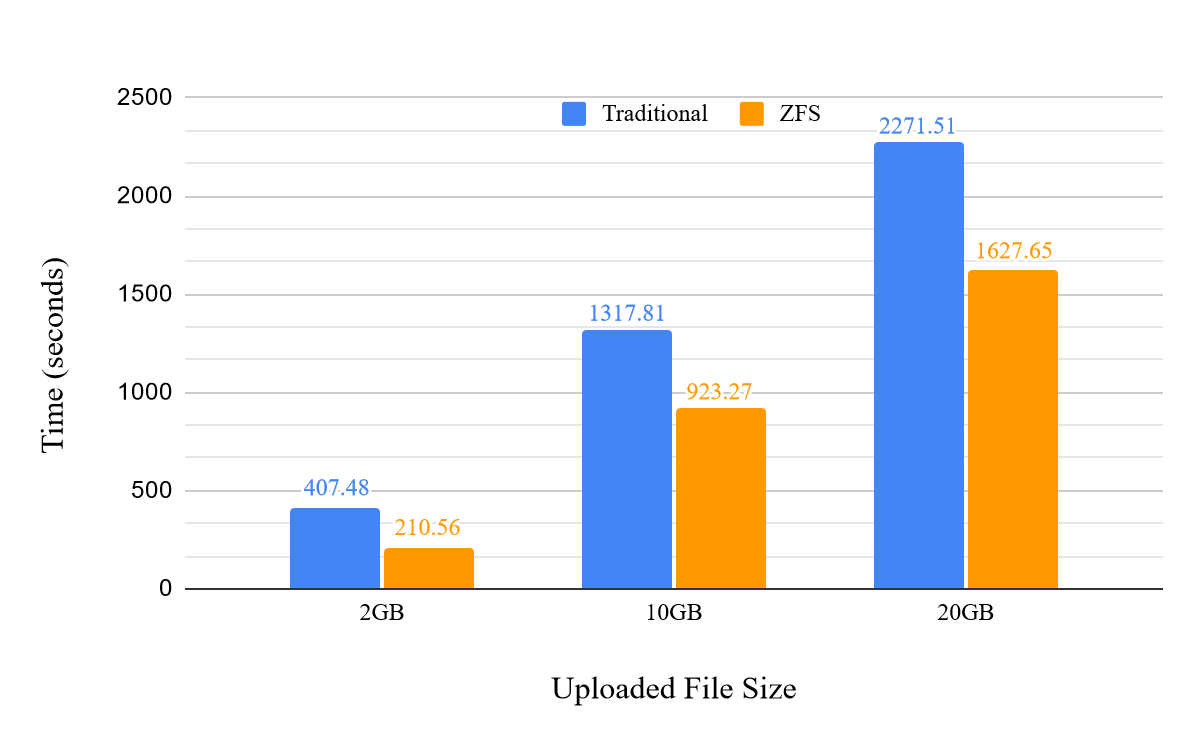 2500
Traditional
ZFS
2271.51
2000
1627.65
1500
1317.81
1000
923.27
500
407.48
210.56
0
2GB
10GB
20GB
Time (seconds)
Uploaded File Size